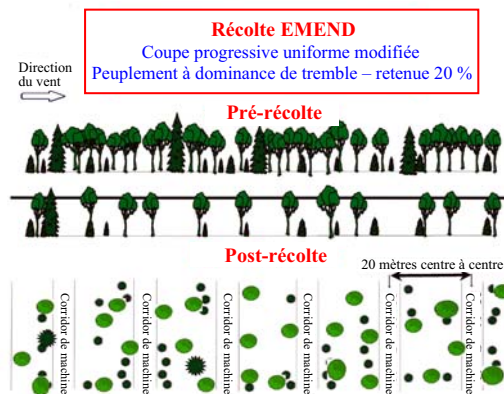 Récolte EMEND
Coupe progressive uniforme modifiée
Peuplement à dominance de tremble – retenue 20 %
Direction
du vent
Pré-récolte
Post-récolte
20 mètres centre à centre
Corridor de machine
Corridor de machine
Corridor de machine
Corridor de machine
Corridor de machine
Corridor de machine